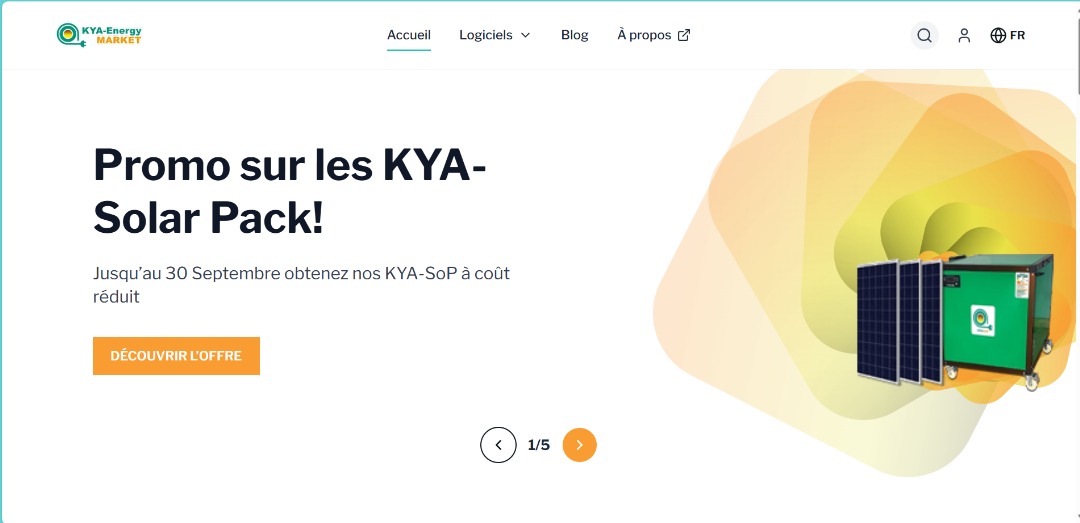 KYA-Energy
MARKET
Accueil
Logiciels
Blog
À propos
FR
Promo sur les KYA-
Solar Pack!
Jusqu'au 30 Septembre obtenez nos KYA-SoP à coût
réduit
DÉCOUVRIR L'OFFRE
1/5